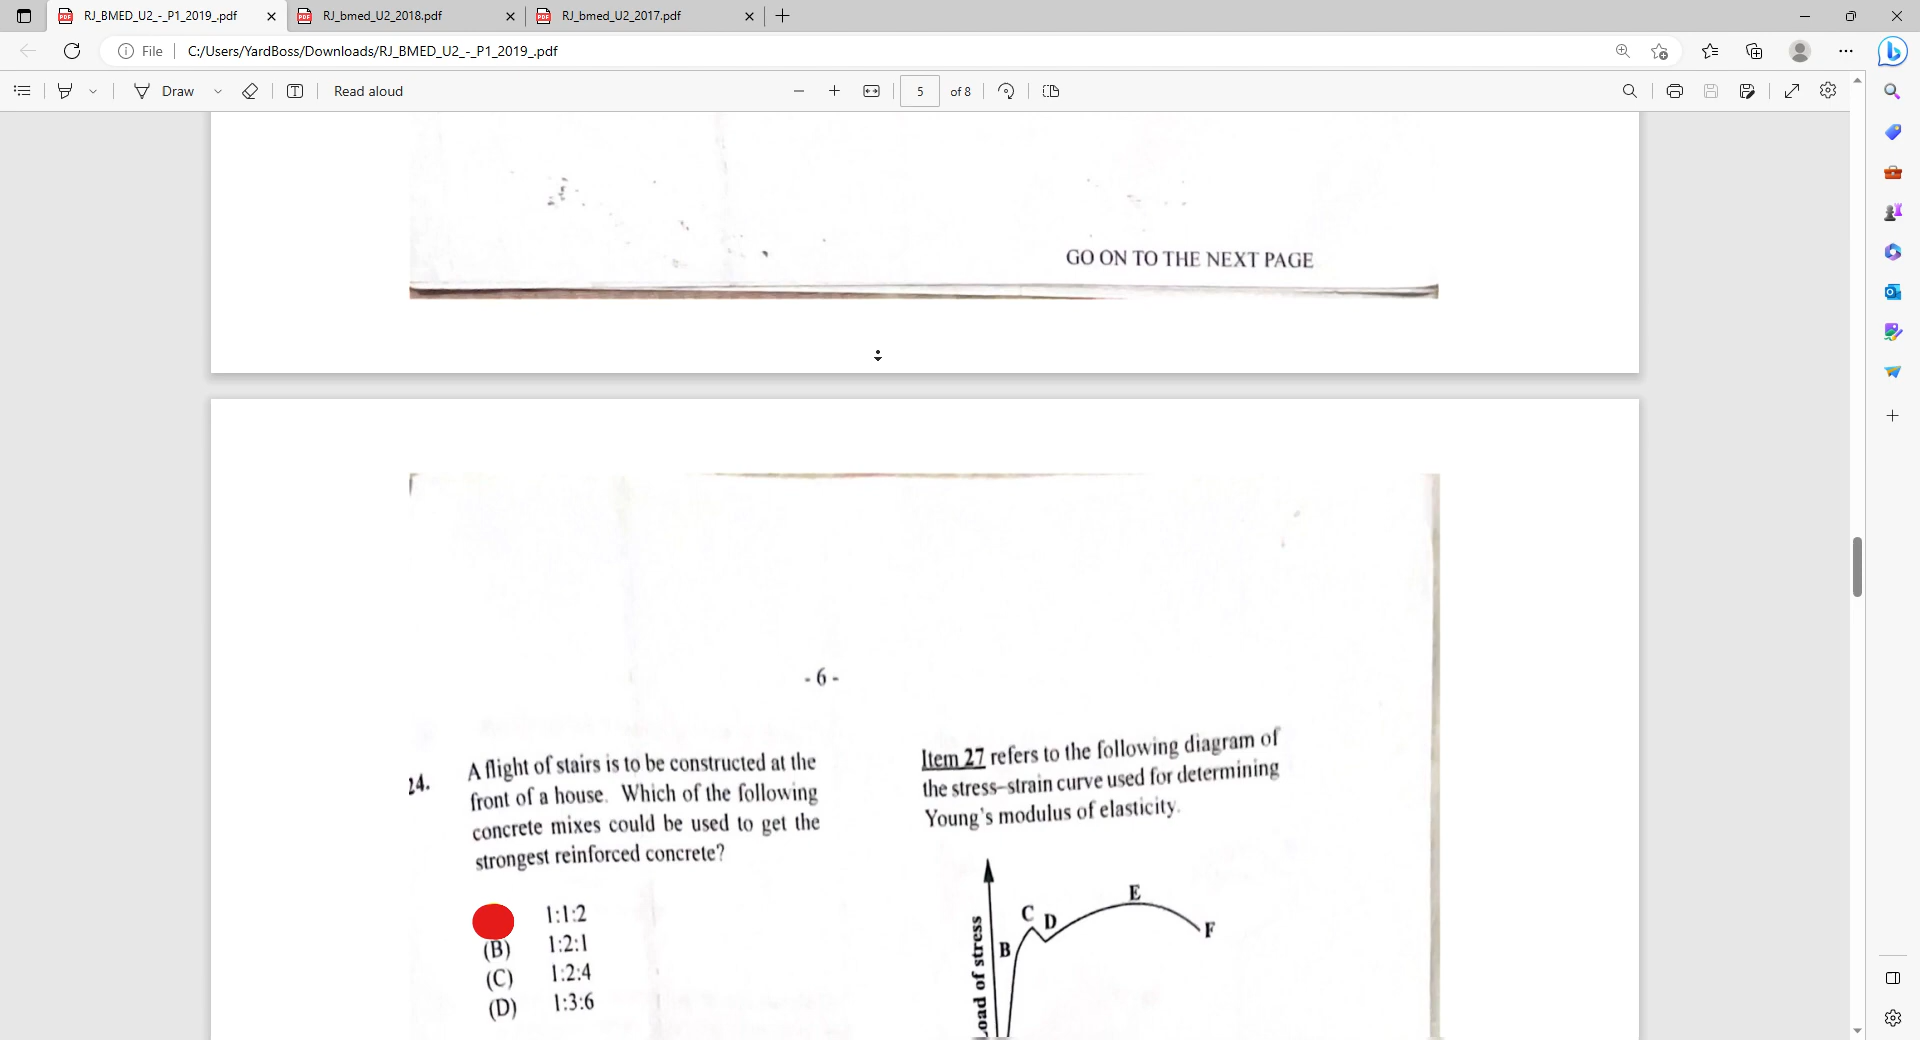 RJ_BMED_U2_-_P1_2019_.pdf
RJ_bmed_U2_2018.pdf
RJ_bmed_U2_2017.pdf
File
C:/Users/YardBoss/Downloads/RJ_BMED_U2_-_P1_2019_.pdf
Draw
Read aloud
5
of 8
GO ON TO THE NEXT PAGE
- 6 -
24.
A flight of stairs is to be constructed at the
front of a house. Which of the following
concrete mixes could be used to get the
strongest reinforced concrete?
1:1:2
(B) 1:2:1
(C) 1:2:4
(D) 1:3:6
Item 27 refers to the following diagram of
the stress–strain curve used for determining
Young's modulus of elasticity.
E
C
D
F
B
Load of stress